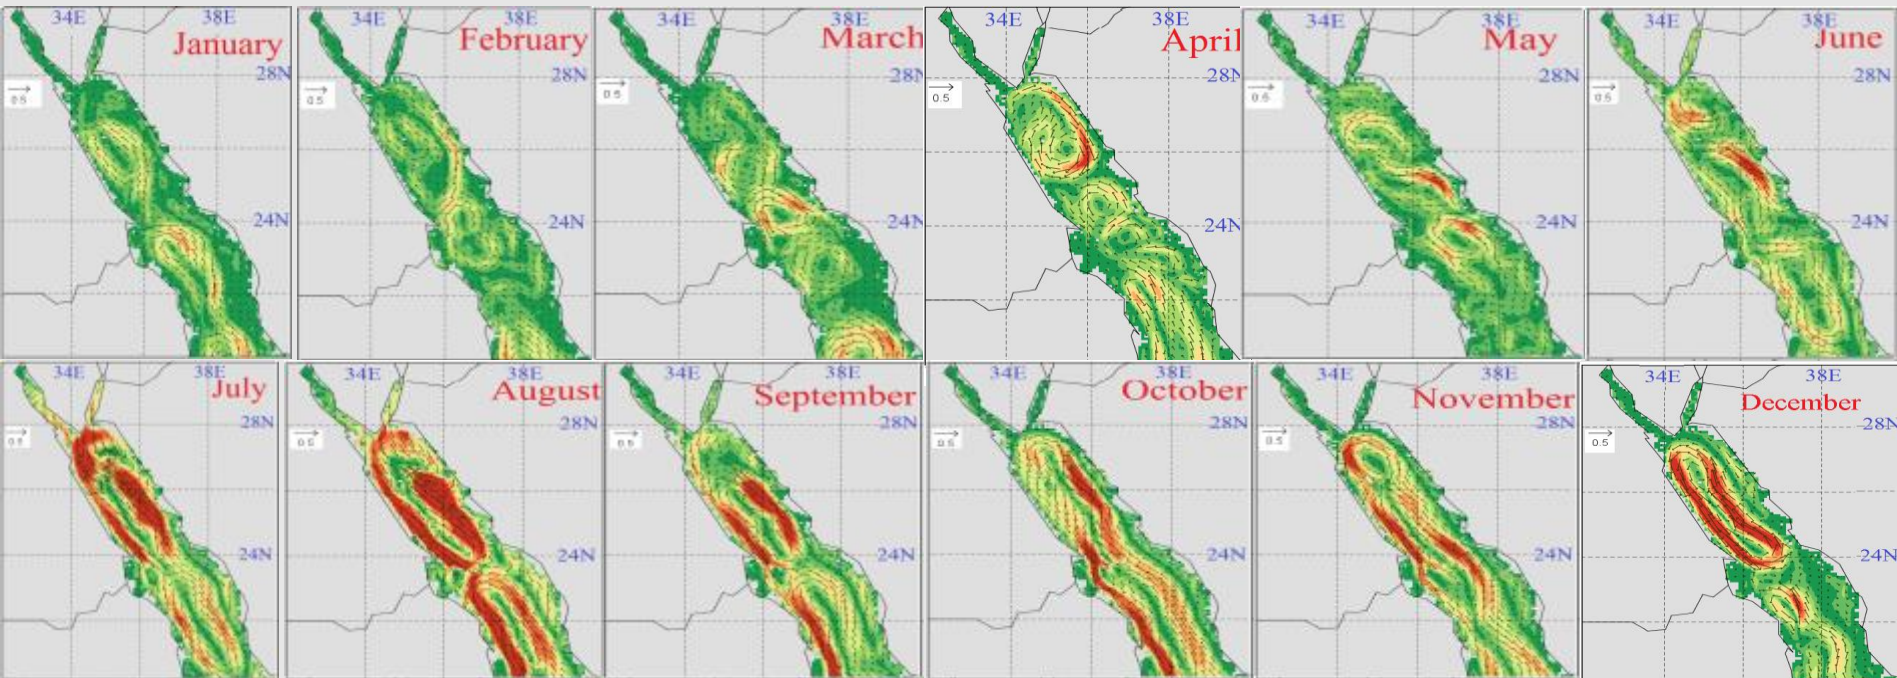 34E 38E
January
28N
0.5
24N
34E 38E
February
28N
0.5
24N
34E 38E
March
28N
0.5
24N
34E 38E
April
28N
0.5
24N
34E 38E
May
28N
0.5
24N
34E 38E
June
28N
0.5
24N
34E 38E
July
28N
0.5
24N
34E 38E
August
28N
0.5
24N
34E 38E
September
28N
0.5
24N
34E 38E
October
28N
0.5
24N
34E 38E
November
28N
0.5
24N
34E 38E
December
28N
0.5
24N